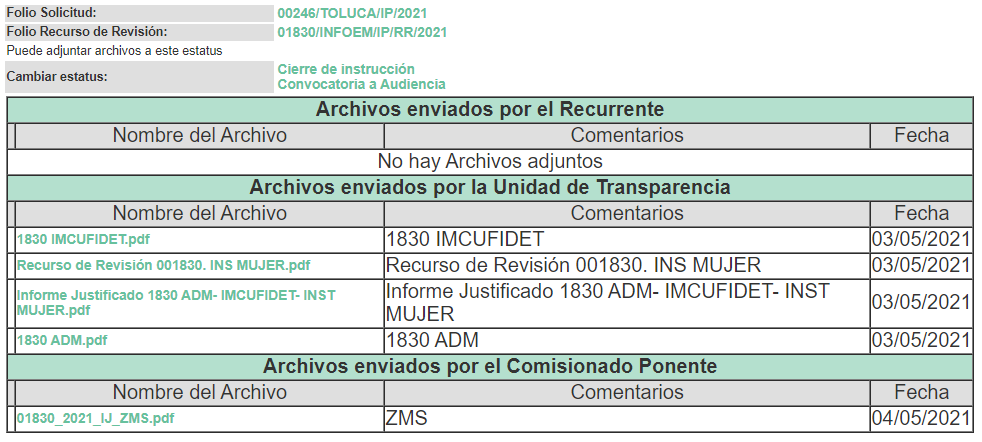 Folio Solicitud: 00246/TOLUCA/IP/2021
Folio Recurso de Revisión: 01830/INFOEM/IP/RR/2021
Puede adjuntar archivos a este estatus
Cambiar estatus: Cierre de instrucción
Convocatoria a Audiencia
Archivos enviados por el Recurrente
Nombre del Archivo Comentarios Fecha
No hay Archivos adjuntos
Archivos enviados por la Unidad de Transparencia
Nombre del Archivo Comentarios Fecha
1830 IMCUFIDET.pdf 1830 IMCUFIDET 03/05/2021
Recurso de Revisión 001830. INS MUJER.pdf Recurso de Revisión 001830. INS MUJER 03/05/2021
Informe Justificado 1830 ADM- IMCUFIDET- INST Informe Justificado 1830 ADM- IMCUFIDET- INST 03/05/2021
MUJER.pdf MUJER
1830 ADM.pdf 1830 ADM 03/05/2021
Archivos enviados por el Comisionado Ponente
Nombre del Archivo Comentarios Fecha
01830_2021_IJ_ZMS.pdf ZMS 04/05/2021